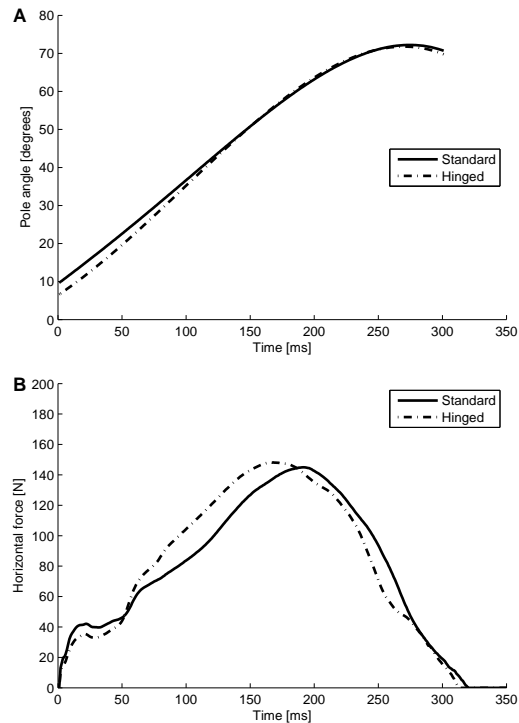 A
80
70
60
50
40
30
20
10
0
Pole angle [degrees]
Standard
Hinged
0 50 100 150 200 250 300 350
Time [ms]
B
200
180
160
140
120
100
80
60
40
20
0
Horizontal force [N]
Standard
Hinged
0 50 100 150 200 250 300 350
Time [ms]